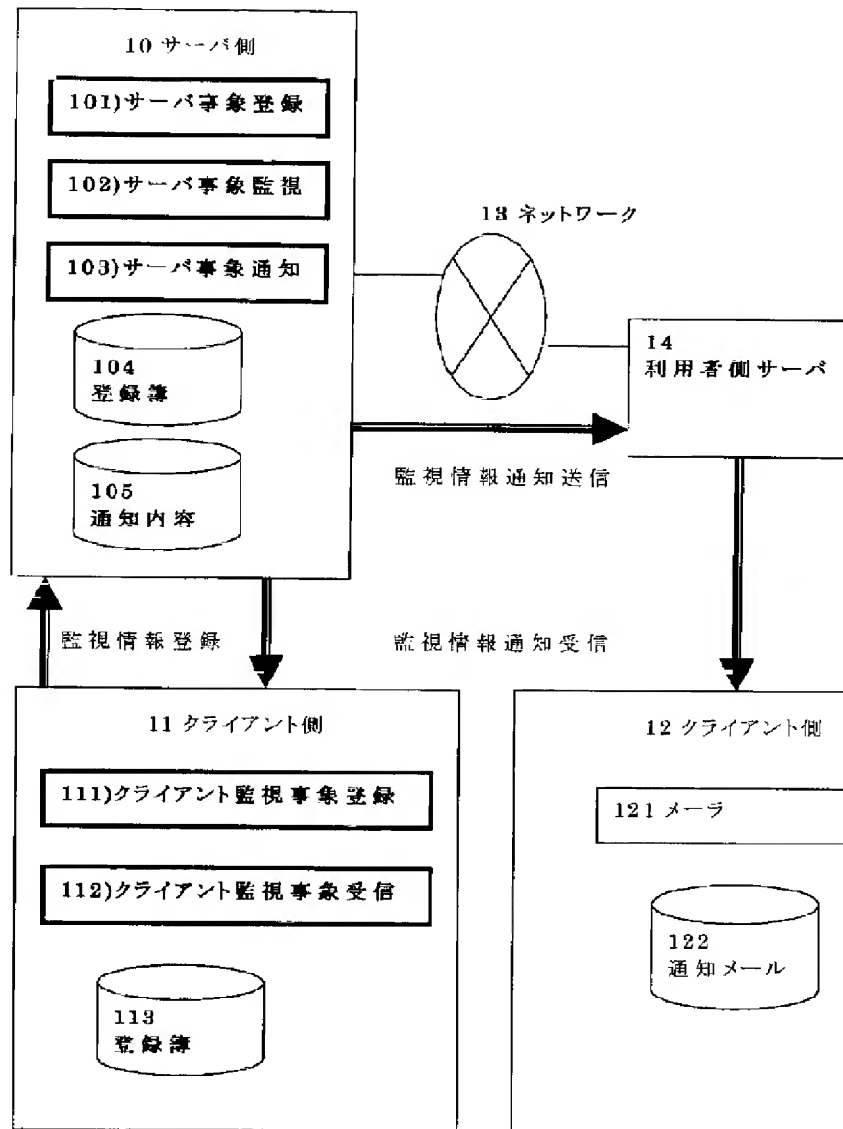 10 サーバ側
101)サーバ事象登録
102)サーバ事象監視
103)サーバ事象通知
104
登録簿
105
通知内容
13 ネットワーク
14
利用者側サーバ
監視情報通知送信
監視情報登録
監視情報通知受信
11 クライアント側
111)クライアント監視事象登録
112)クライアント監視事象受信
113
登録簿
12 クライアント側
121 メーラ
122
通知メール